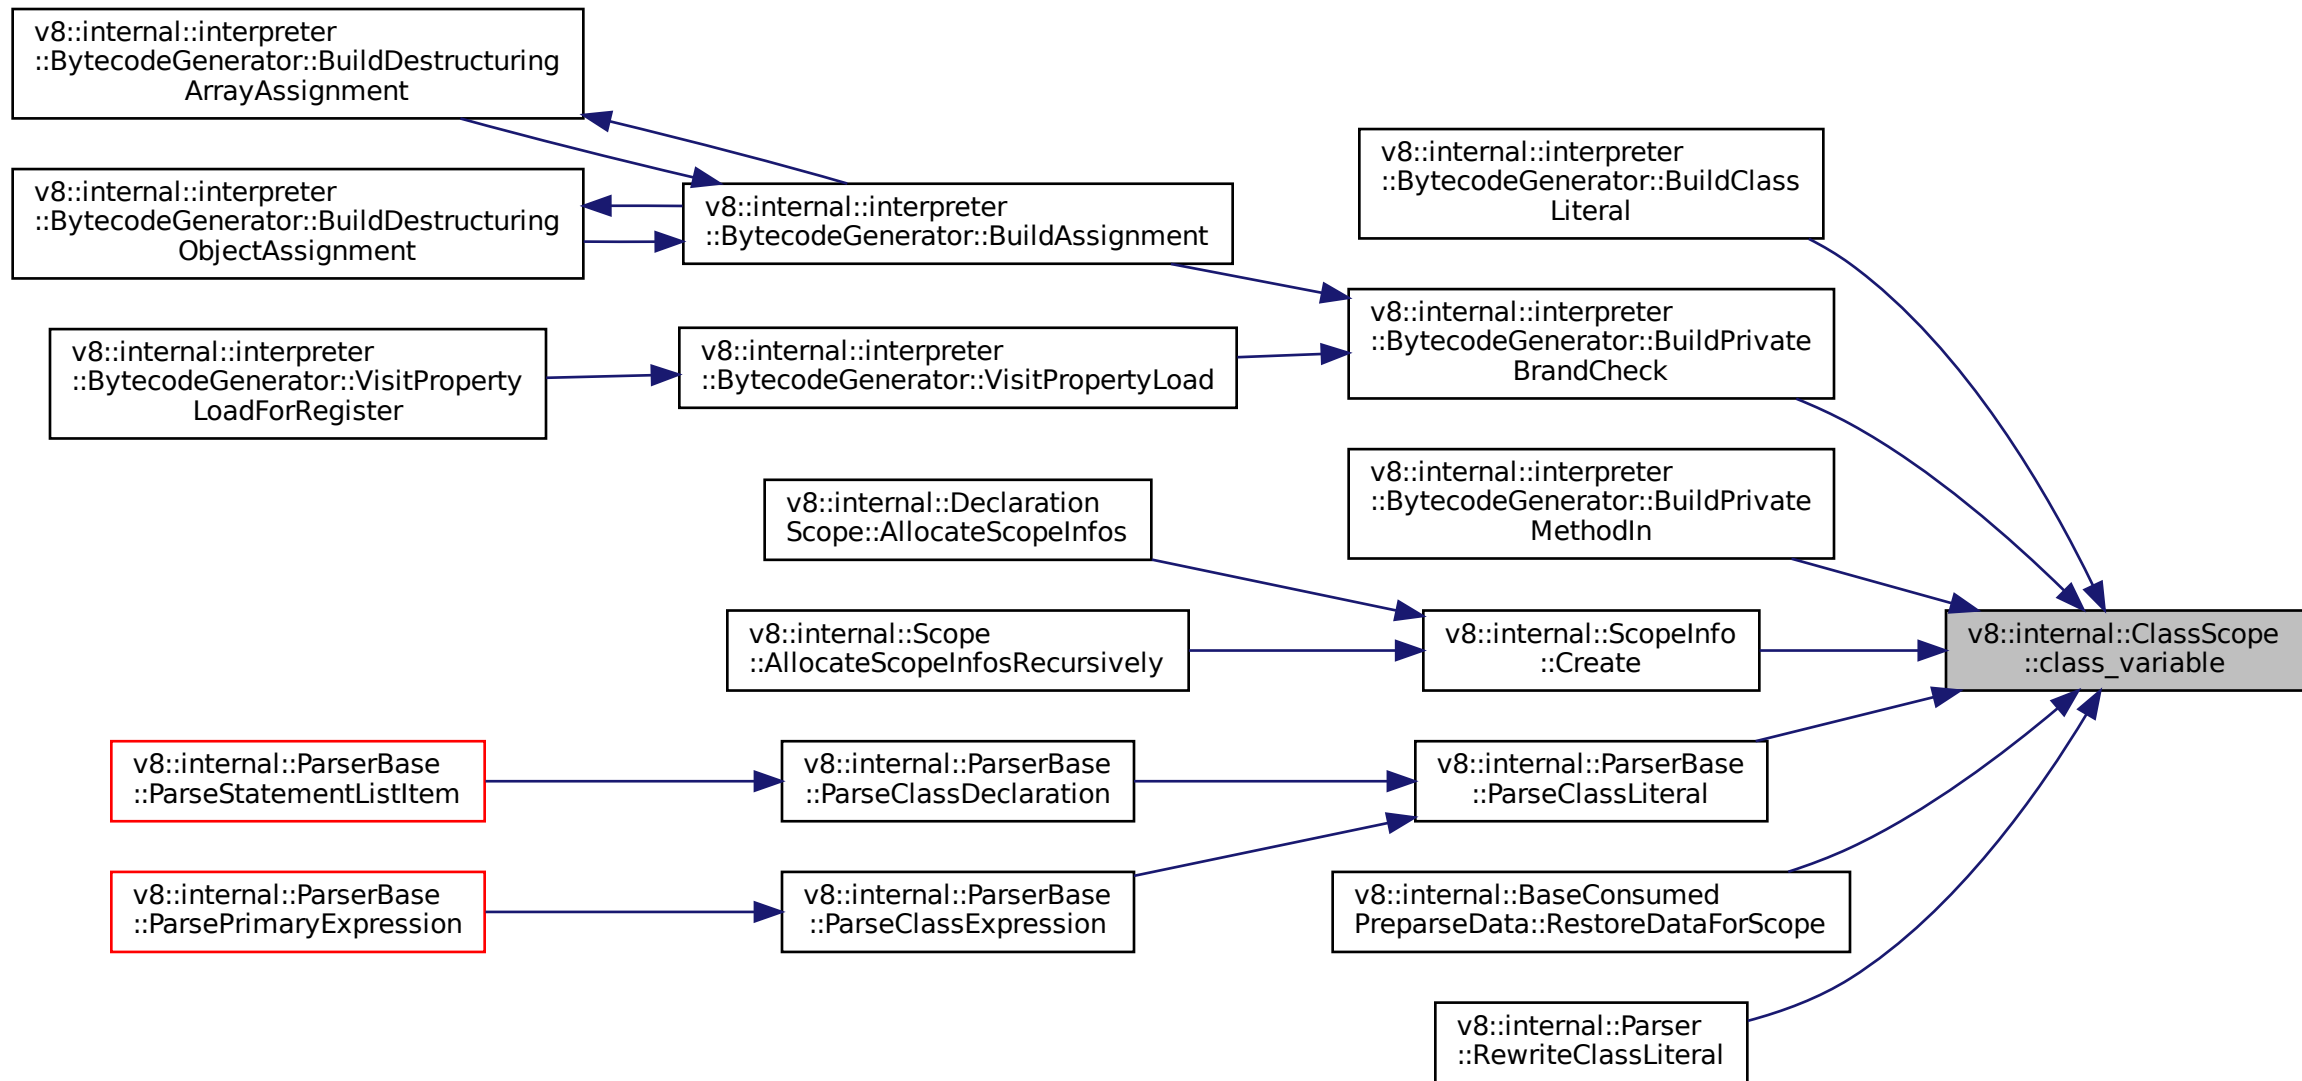 v8::internal::interpreter
::BytecodeGenerator::BuildDestructuring
ArrayAssignment
v8::internal::interpreter
::BytecodeGenerator::BuildDestructuring
ObjectAssignment
v8::internal::interpreter
::BytecodeGenerator::VisitProperty
LoadForRegister
v8::internal::interpreter
::BytecodeGenerator::BuildAssignment
v8::internal::interpreter
::BytecodeGenerator::VisitPropertyLoad
v8::internal::interpreter
::BytecodeGenerator::BuildClass
Literal
v8::internal::interpreter
::BytecodeGenerator::BuildPrivate
BrandCheck
v8::internal::interpreter
::BytecodeGenerator::BuildPrivate
MethodIn
v8::internal::Declaration
Scope::AllocateScopeInfos
v8::internal::Scope
::AllocateScopeInfosRecursively
v8::internal::ScopeInfo
::Create
v8::internal::ClassScope
::class_variable
v8::internal::ParserBase
::ParseStatementListItem
v8::internal::ParserBase
::ParseClassDeclaration
v8::internal::ParserBase
::ParseClassLiteral
v8::internal::ParserBase
::ParsePrimaryExpression
v8::internal::ParserBase
::ParseClassExpression
v8::internal::BaseConsumed
PreparseData::RestoreDataForScope
v8::internal::Parser
::RewriteClassLiteral